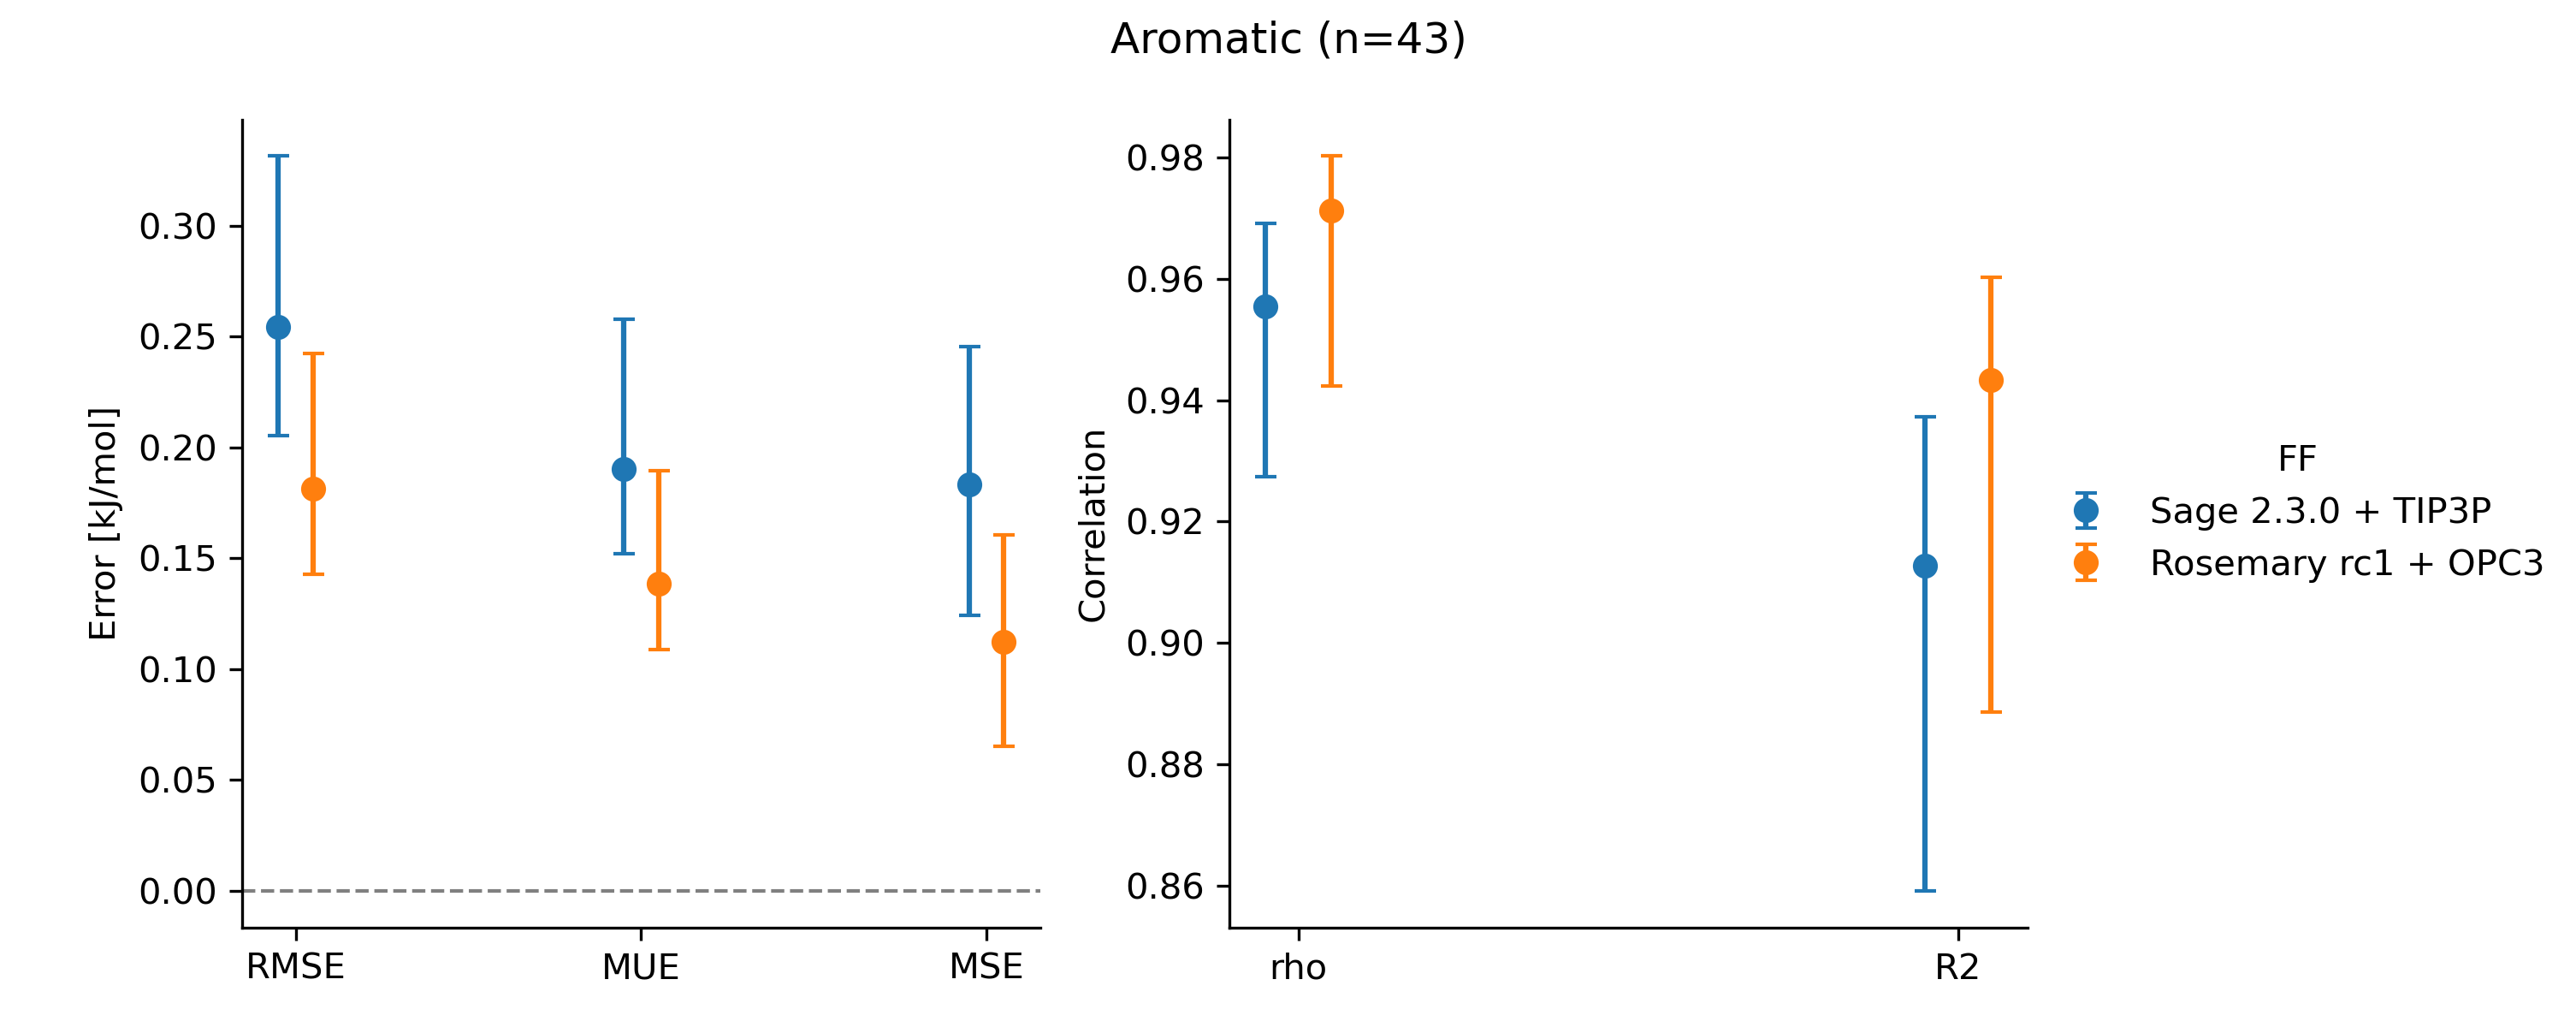 Aromatic (n=43)
Error [kJ/mol]
0.30
0.25
0.20
0.15
0.10
0.05
0.00
RMSE MUE MSE
Correlation
0.98
0.96
0.94
0.92
0.90
0.88
0.86
rho R2
FF
Sage 2.3.0 + TIP3P
Rosemary rc1 + OPC3